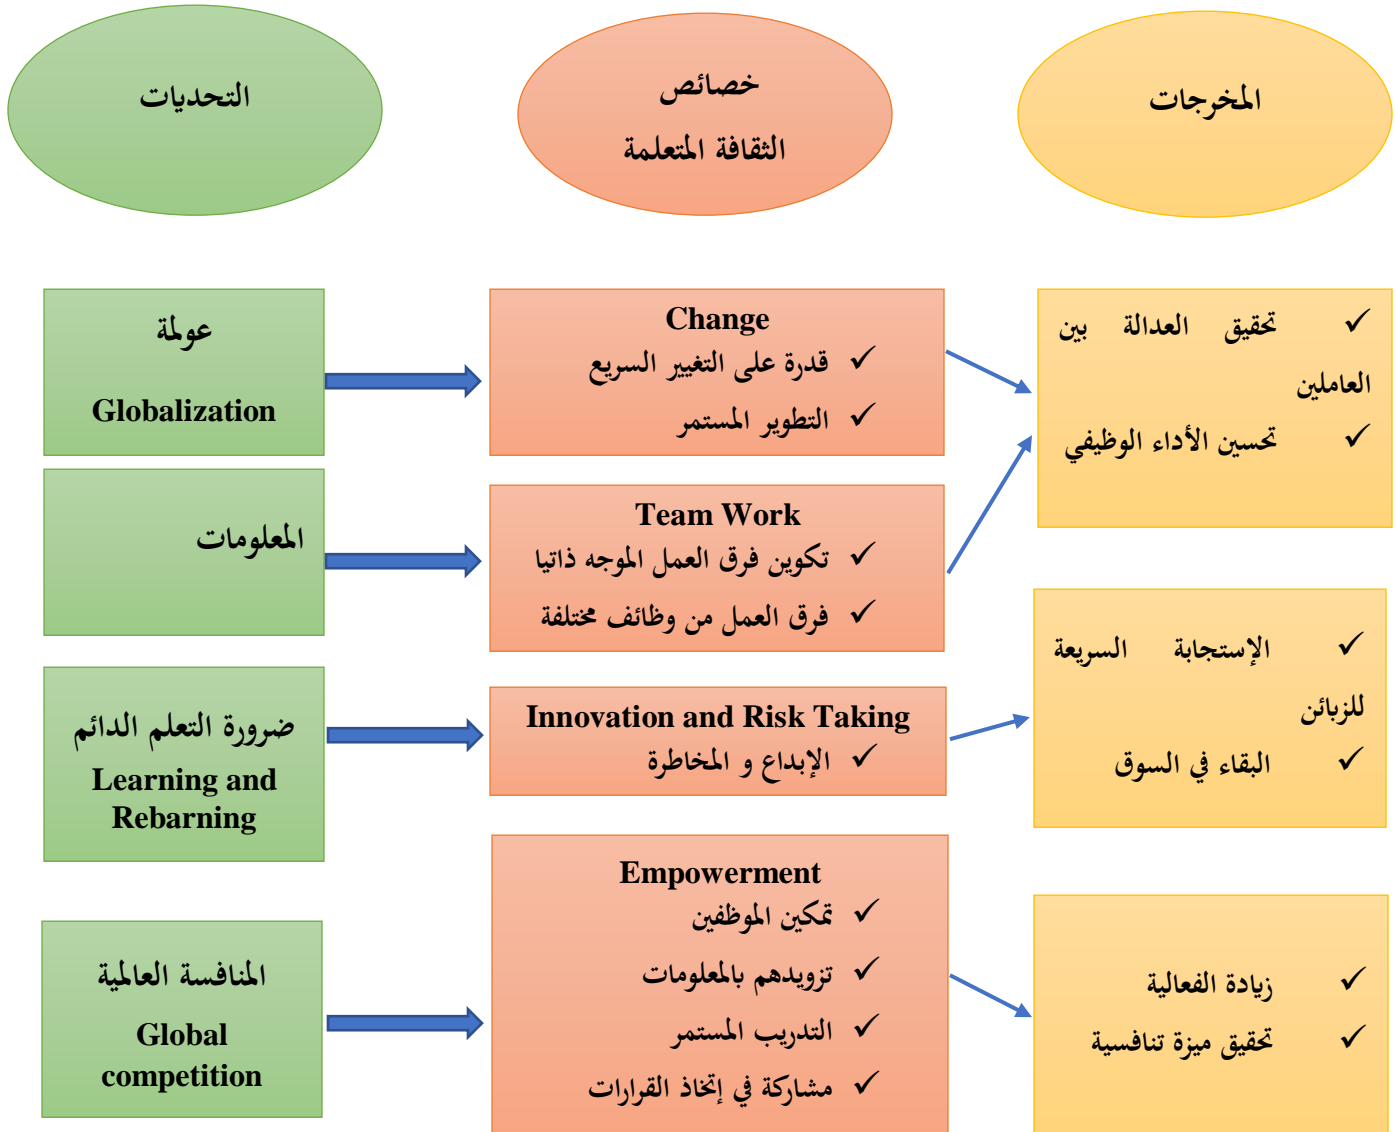 التحديات
خصائص
الثقافة المتعلمة
المخرجات
عولمة
Globalization
Change
✓ قدرة على التغيير السريع
✓ التطوير المستمر
✓ تحقيق العدالة بين
العاملين
✓ تحسين الأداء الوظيفي
المعلومات
Team Work
✓ تكوين فرق العمل الموجه ذاتيا
✓ فرق العمل من وظائف مختلفة
ضرورة التعلم الدائم
Learning and
Rebarning
Innovation and Risk Taking
✓ الإبداع و المخاطرة
✓ الإستجابة السريعة
للزبائن
✓ البقاء في السوق
المنافسة العالمية
Global
competition
Empowerment
✓ تمكين الموظفين
✓ تزويدهم بالمعلومات
✓ التدريب المستمر
✓ مشاركة في إتخاذ القرارات
✓ زيادة الفعالية
✓ تحقيق ميزة تنافسية